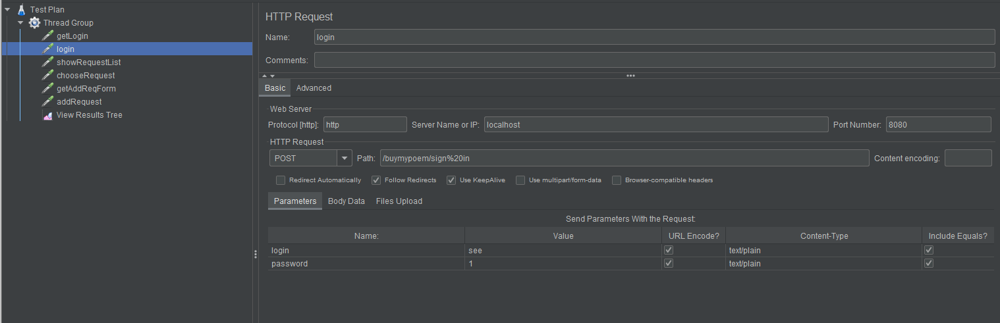 Test Plan
Thread Group
getLogin
login
showRequestList
chooseRequest
getAddReqForm
addRequest
View Results Tree
HTTP Request
Name: login
Comments:
Basic Advanced
Web Server
Protocol [http]: http Server Name or IP: localhost Port Number: 8080
HTTP Request
POST Path: /buymypoem/sign%20in Content encoding:
Redirect Automatically Follow Redirects Use KeepAlive Use multipart/form-data Browser-compatible headers
Parameters Body Data Files Upload
Send Parameters With the Request:
Name: Value URL Encode? Content-Type Include Equals?
login see text/plain
password 1 text/plain